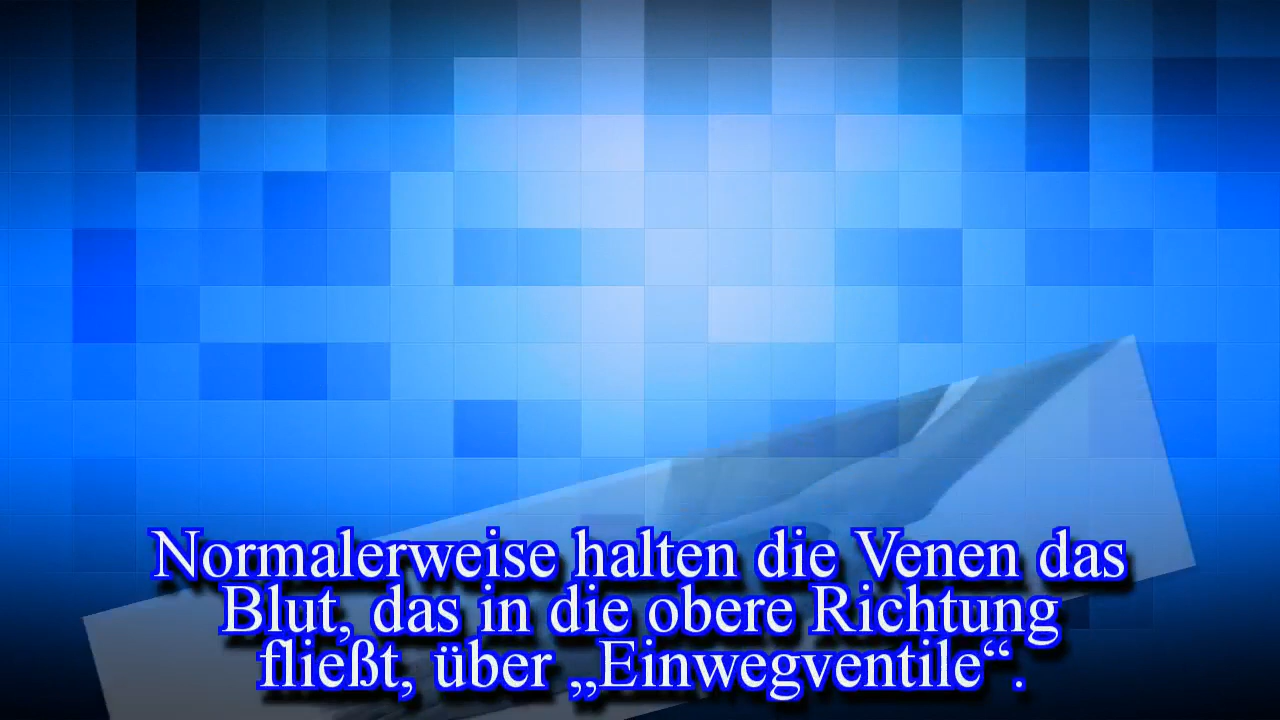 Normalerweise halten die Venen das
Blut, das in die obere Richtung
fließt, über „Einwegventile“.